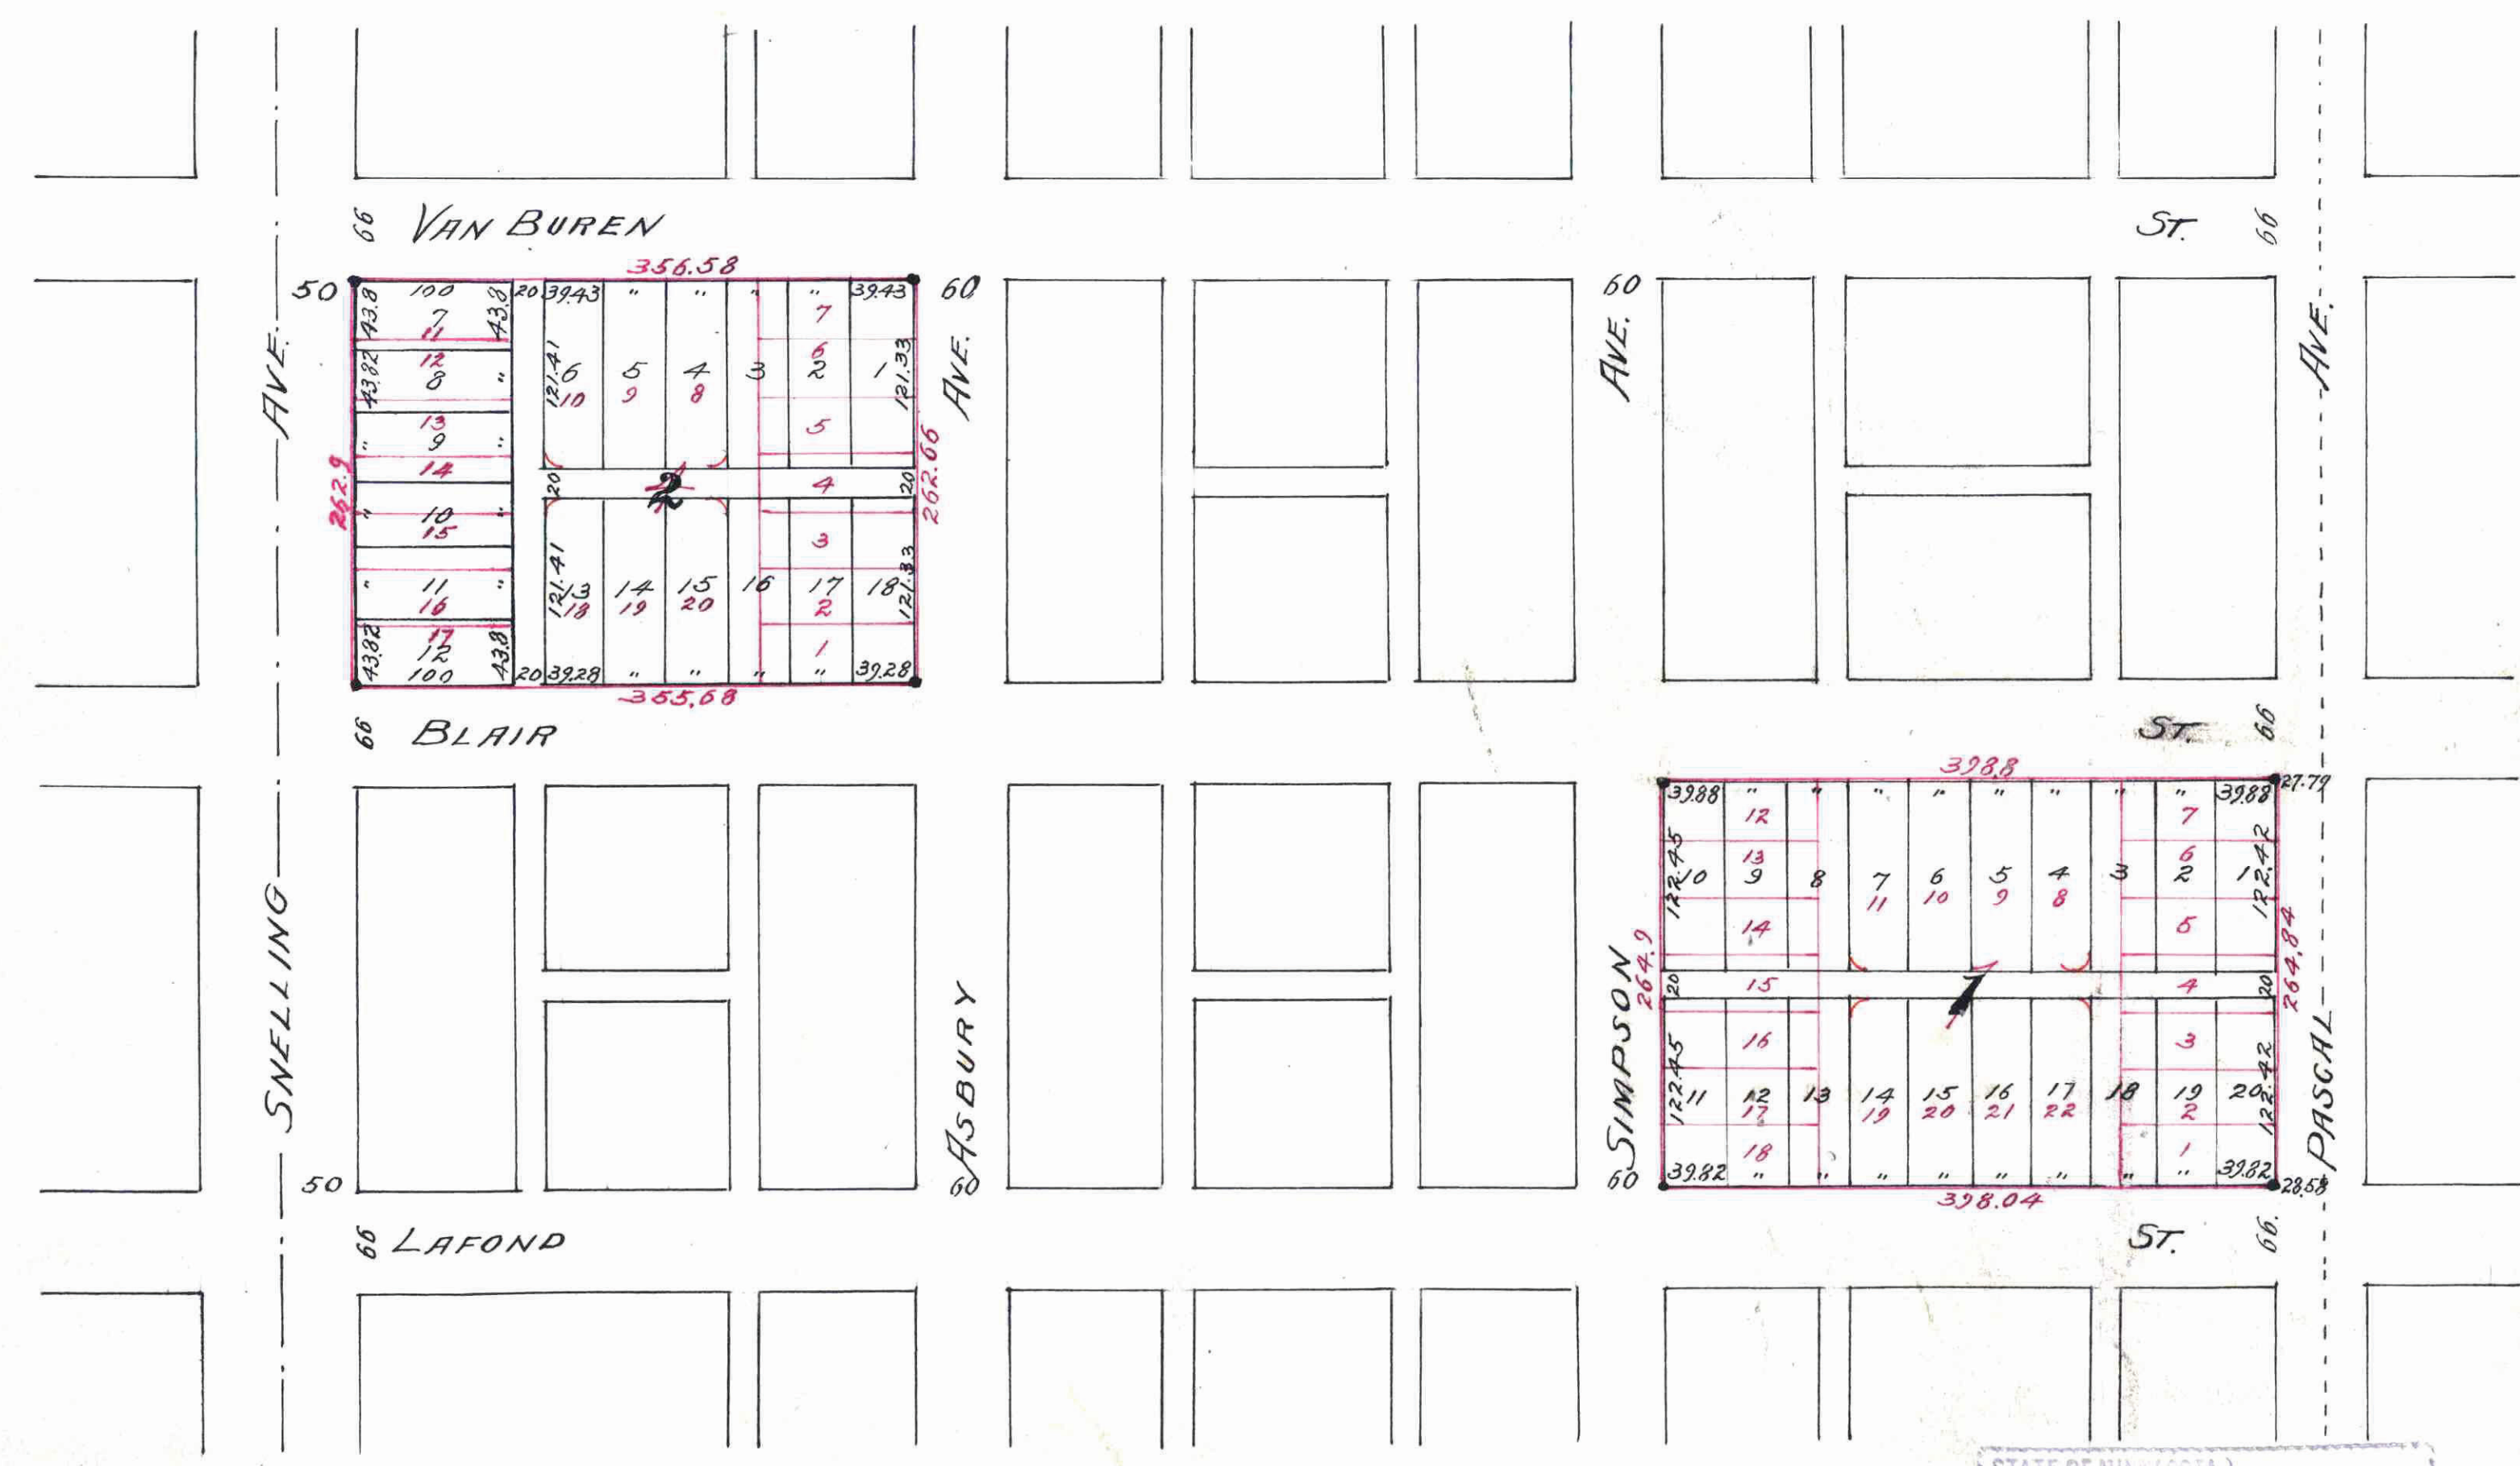 66 VAN BUREN ST. 66
356.58
50 43.8 100 43.8 20 39.43 " " " " 39.43 60 60
7 7
11
AVE. AVE. AVE. AVE.
43.82 12 121.41 6 121.33
8 " 6 5 4 3 2 1
10 9 8
13 5
" 9 "
262.9 14 262.66
20 2 4 20
" 10 "
15 3
121.41 121.33
" 11 " 13 14 15 16 17 18
16 18 19 20 2
43.82 17 43.8 1
12
100 20 39.28 " " " " 39.28
355.68
66 BLAIR ST. 66
398.8
27.79
39.88 " " " " " " " " 39.88
12 7
122.45 13 6 122.42
10 9 8 7 6 5 4 3 2 1
11 10 9 8
14 5
SNELLING ASBURY SIMPSON PASCAL
264.9 264.84
20 15 1 4 20
16 3
122.45 122.42
11 12 13 14 15 16 17 18 19 20
17 19 20 21 22 2
18 1
50 60 60 39.82 " " " " " " " " 39.82 28.58
398.04
66 LAFOND ST. 66.
STATE OF